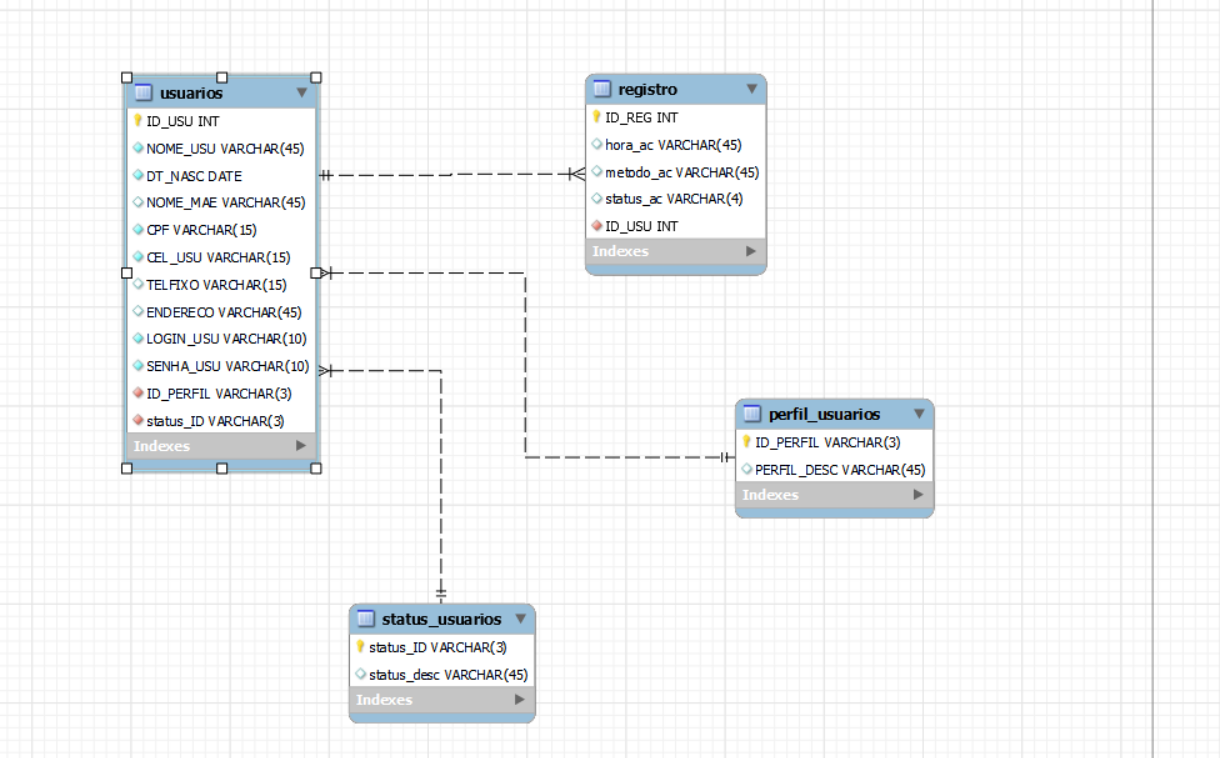 usuarios
ID_USU INT
NOME_USU VARCHAR(45)
DT_NASC DATE
NOME_MAE VARCHAR(45)
CPF VARCHAR(15)
CEL_USU VARCHAR(15)
TELFIXO VARCHAR(15)
ENDERECO VARCHAR(45)
LOGIN_USU VARCHAR(10)
SENHA_USU VARCHAR(10)
ID_PERFIL VARCHAR(3)
status_ID VARCHAR(3)
Indexes
registro
ID_REG INT
hora_ac VARCHAR(45)
metodo_ac VARCHAR(45)
status_ac VARCHAR(4)
ID_USU INT
Indexes
perfil_usuarios
ID_PERFIL VARCHAR(3)
PERFIL_DESC VARCHAR(45)
Indexes
status_usuarios
status_ID VARCHAR(3)
status_desc VARCHAR(45)
Indexes